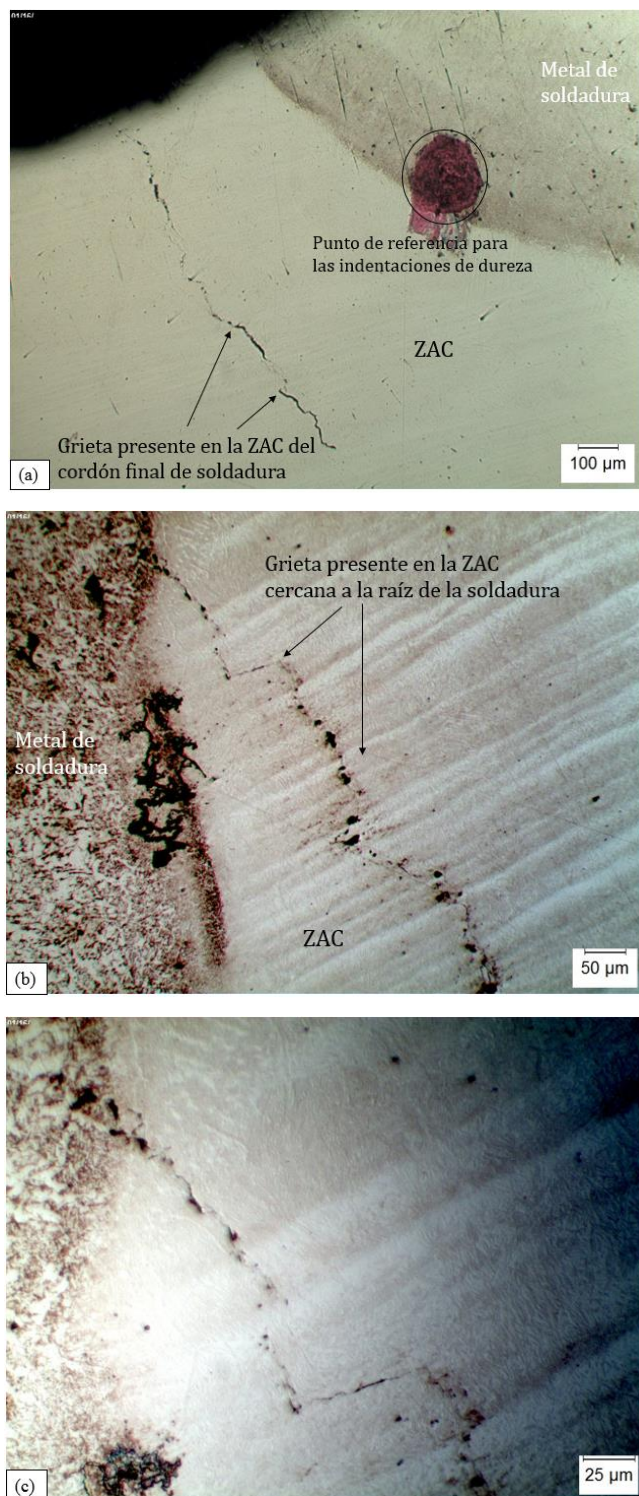 Metal de
soldadura
Punto de referencia para
las indentaciones de dureza
ZAC
Grieta presente en la ZAC del
cordón final de soldadura
(a)
100 µm
Grieta presente en la ZAC
cercana a la raíz de la soldadura
Metal de
soldadura
ZAC
(b)
50 µm
(c)
25 µm